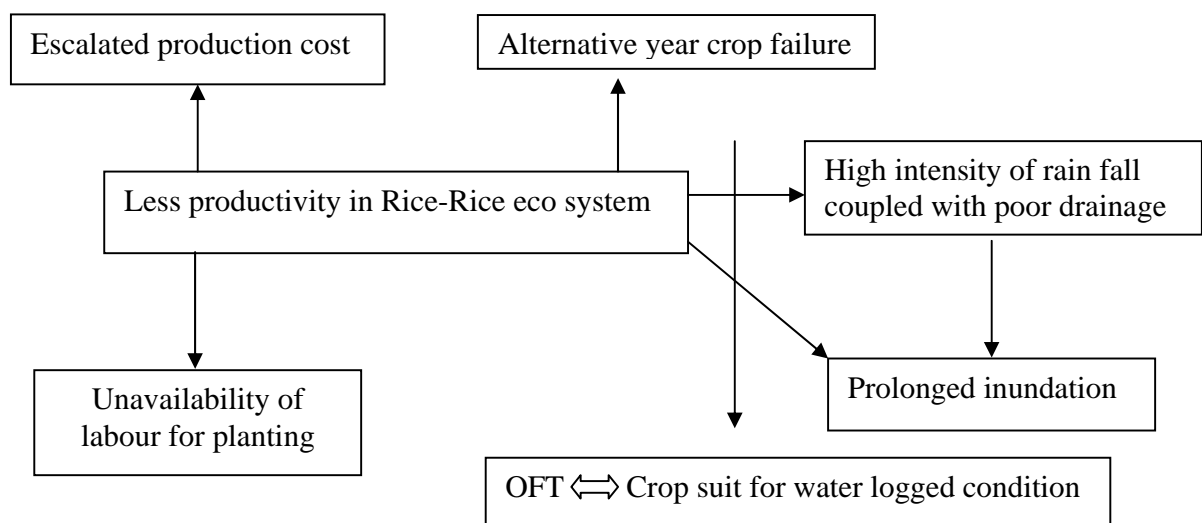 Escalated production cost
Alternative year crop failure
High intensity of rain fall
coupled with poor drainage
Less productivity in Rice-Rice eco system
Unavailability of
labour for planting
Prolonged inundation
OFT ⇔ Crop suit for water logged condition